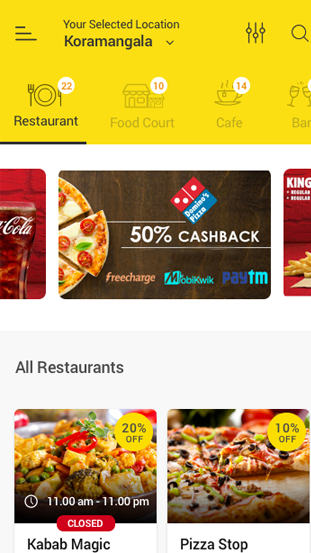 Your Selected Location
Koramangala
22
10
14
Restaurant
Food Court
Cafe
Bar
Coca-Cola
Domino's
Pizza
50% CASHBACK
freecharge
MobiKwik
paytm
KING
• REGULAR
• REGULAR
All Restaurants
20%
OFF
10%
OFF
11.00 am - 11.00 pm
CLOSED
Kabab Magic
Pizza Stop